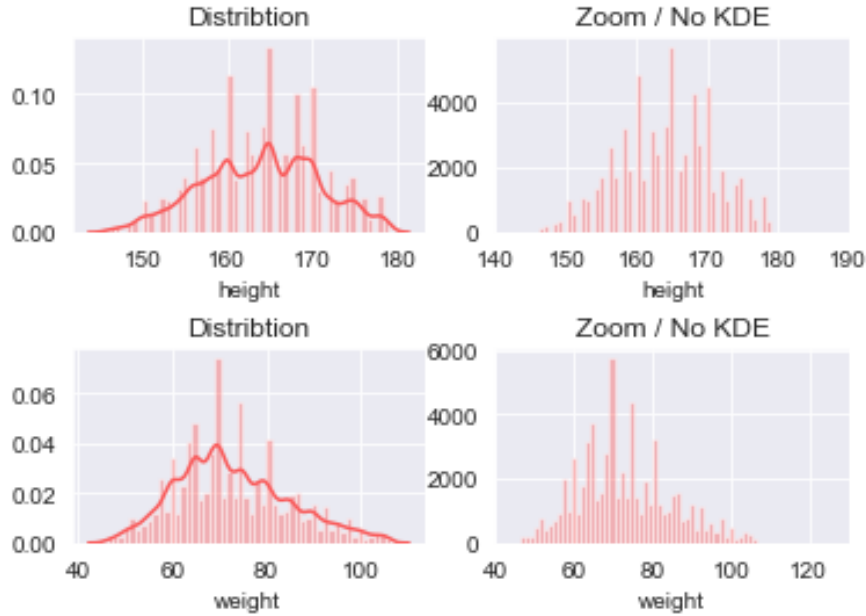 Distribtion
Zoom / No KDE
0.10
0.05
0.00
150 160 170 180
height
4000
2000
0
140 150 160 170 180 190
height
Distribtion
Zoom / No KDE
0.06
0.04
0.02
0.00
40 60 80 100
weight
6000
4000
2000
0
40 60 80 100 120
weight